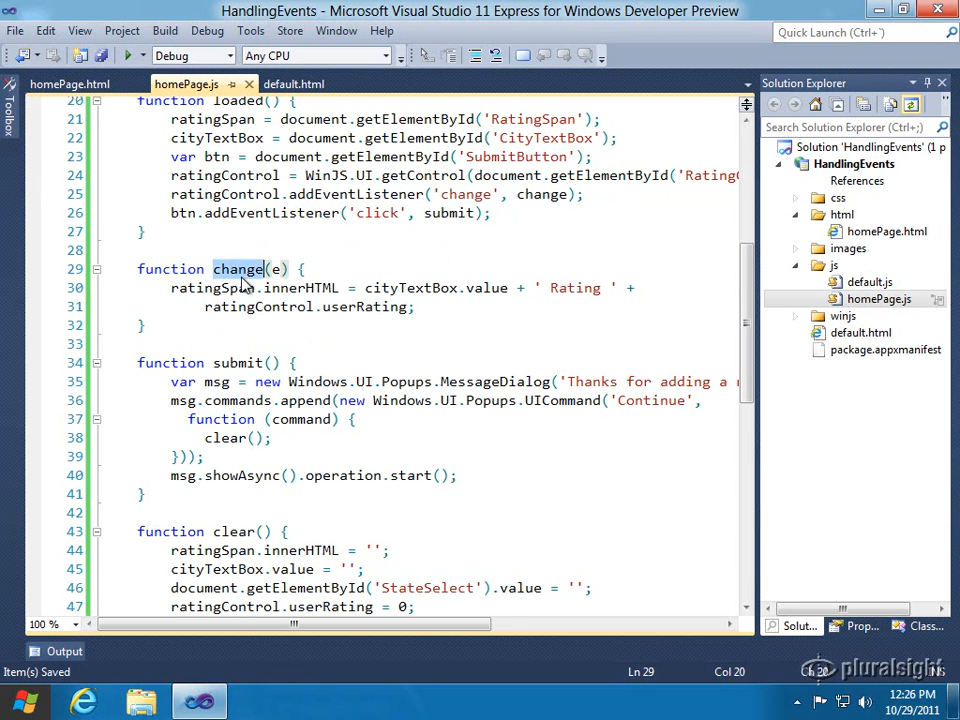 HandlingEvents - Microsoft Visual Studio 11 Express for Windows Developer Preview
File Edit View Project Build Debug Tools Store Window Help
Quick Launch (Ctrl+`)
Debug Any CPU
Toolbox
homePage.html homePage.js default.html
20 function loaded() {
21 ratingSpan = document.getElementById('RatingSpan');
22 cityTextBox = document.getElementById('CityTextBox');
23 var btn = document.getElementById('SubmitButton');
24 ratingControl = WinJS.UI.getControl(document.getElementById('RatingC
25 ratingControl.addEventListener('change', change);
26 btn.addEventListener('click', submit);
27 }
28
29 function change(e) {
30 ratingSpan.innerHTML = cityTextBox.value + ' Rating ' +
31 ratingControl.userRating;
32 }
33
34 function submit() {
35 var msg = new Windows.UI.Popups.MessageDialog('Thanks for adding a
36 msg.commands.append(new Windows.UI.Popups.UICommand('Continue',
37 function (command) {
38 clear();
39 }));
40 msg.showAsync().operation.start();
41 }
42
43 function clear() {
44 ratingSpan.innerHTML = '';
45 cityTextBox.value = '';
46 document.getElementById('StateSelect').value = '';
47 ratingControl.userRating = 0;
100 %
Solution Explorer
Search Solution Explorer (Ctrl+;)
Solution 'HandlingEvents' (1 p
HandlingEvents
References
css
html
homePage.html
images
js
default.js
homePage.js
winjs
default.html
package.appxmanifest
Solut... Prop... Class...
Output
Item(s) Saved Ln 29 Col 20 INS
pluralsight
12:26 PM
10/29/2011